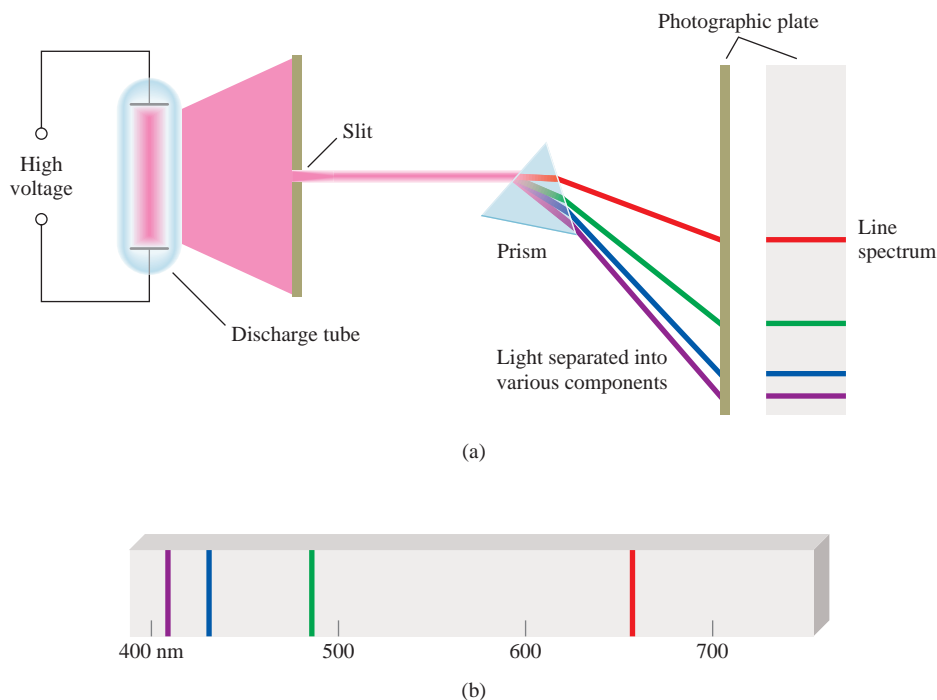 Photographic plate
Slit
High
voltage
Line
spectrum
Prism
Discharge tube
Light separated into
various components
(a)
400 nm
500
600
700
(b)